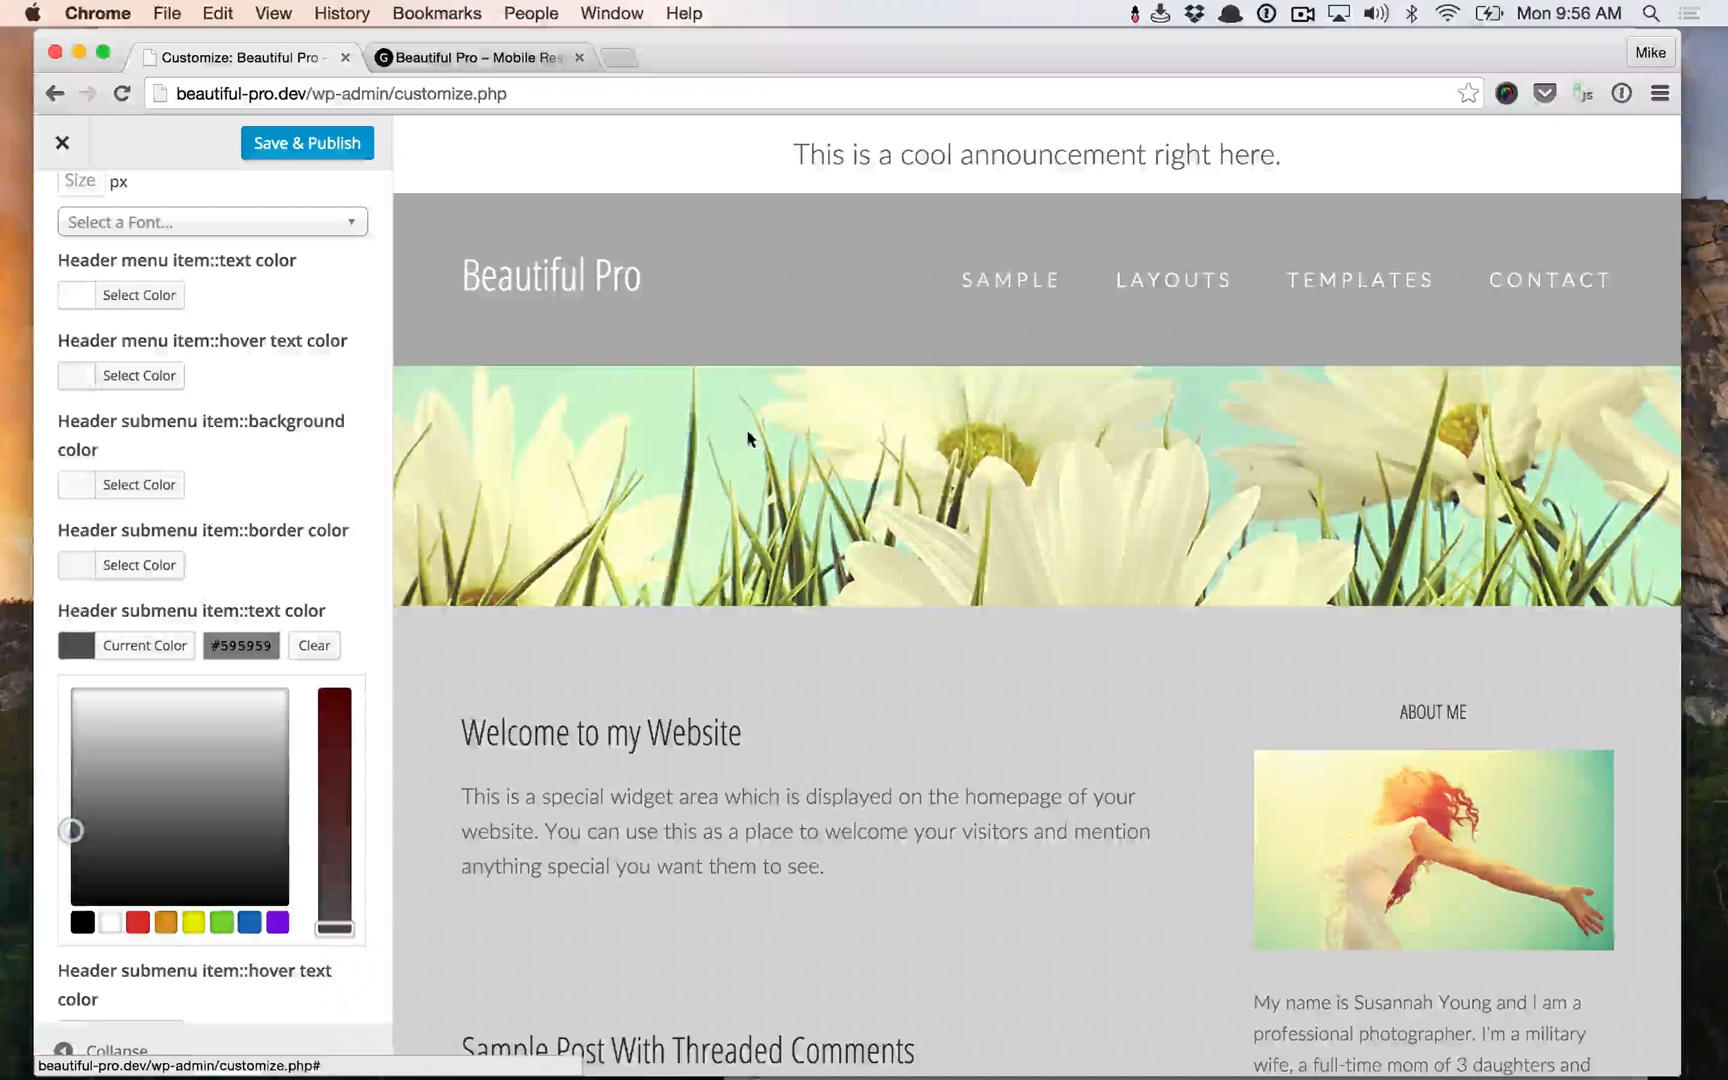 Chrome File Edit View History Bookmarks People Window Help Mon 9:56 AM
Customize: Beautiful Pro - Beautiful Pro – Mobile Res Mike
beautiful-pro.dev/wp-admin/customize.php
Save & Publish
Size px
Select a Font...
Header menu item::text color
Select Color
Header menu item::hover text color
Select Color
Header submenu item::background
color
Select Color
Header submenu item::border color
Select Color
Header submenu item::text color
Current Color #595959 Clear
Header submenu item::hover text
color
Collapse
beautiful-pro.dev/wp-admin/customize.php#
This is a cool announcement right here.
Beautiful Pro SAMPLE LAYOUTS TEMPLATES CONTACT
Welcome to my Website
This is a special widget area which is displayed on the homepage of your
website. You can use this as a place to welcome your visitors and mention
anything special you want them to see.
Sample Post With Threaded Comments
ABOUT ME
My name is Susannah Young and I am a
professional photographer. I'm a military
wife, a full-time mom of 3 daughters and